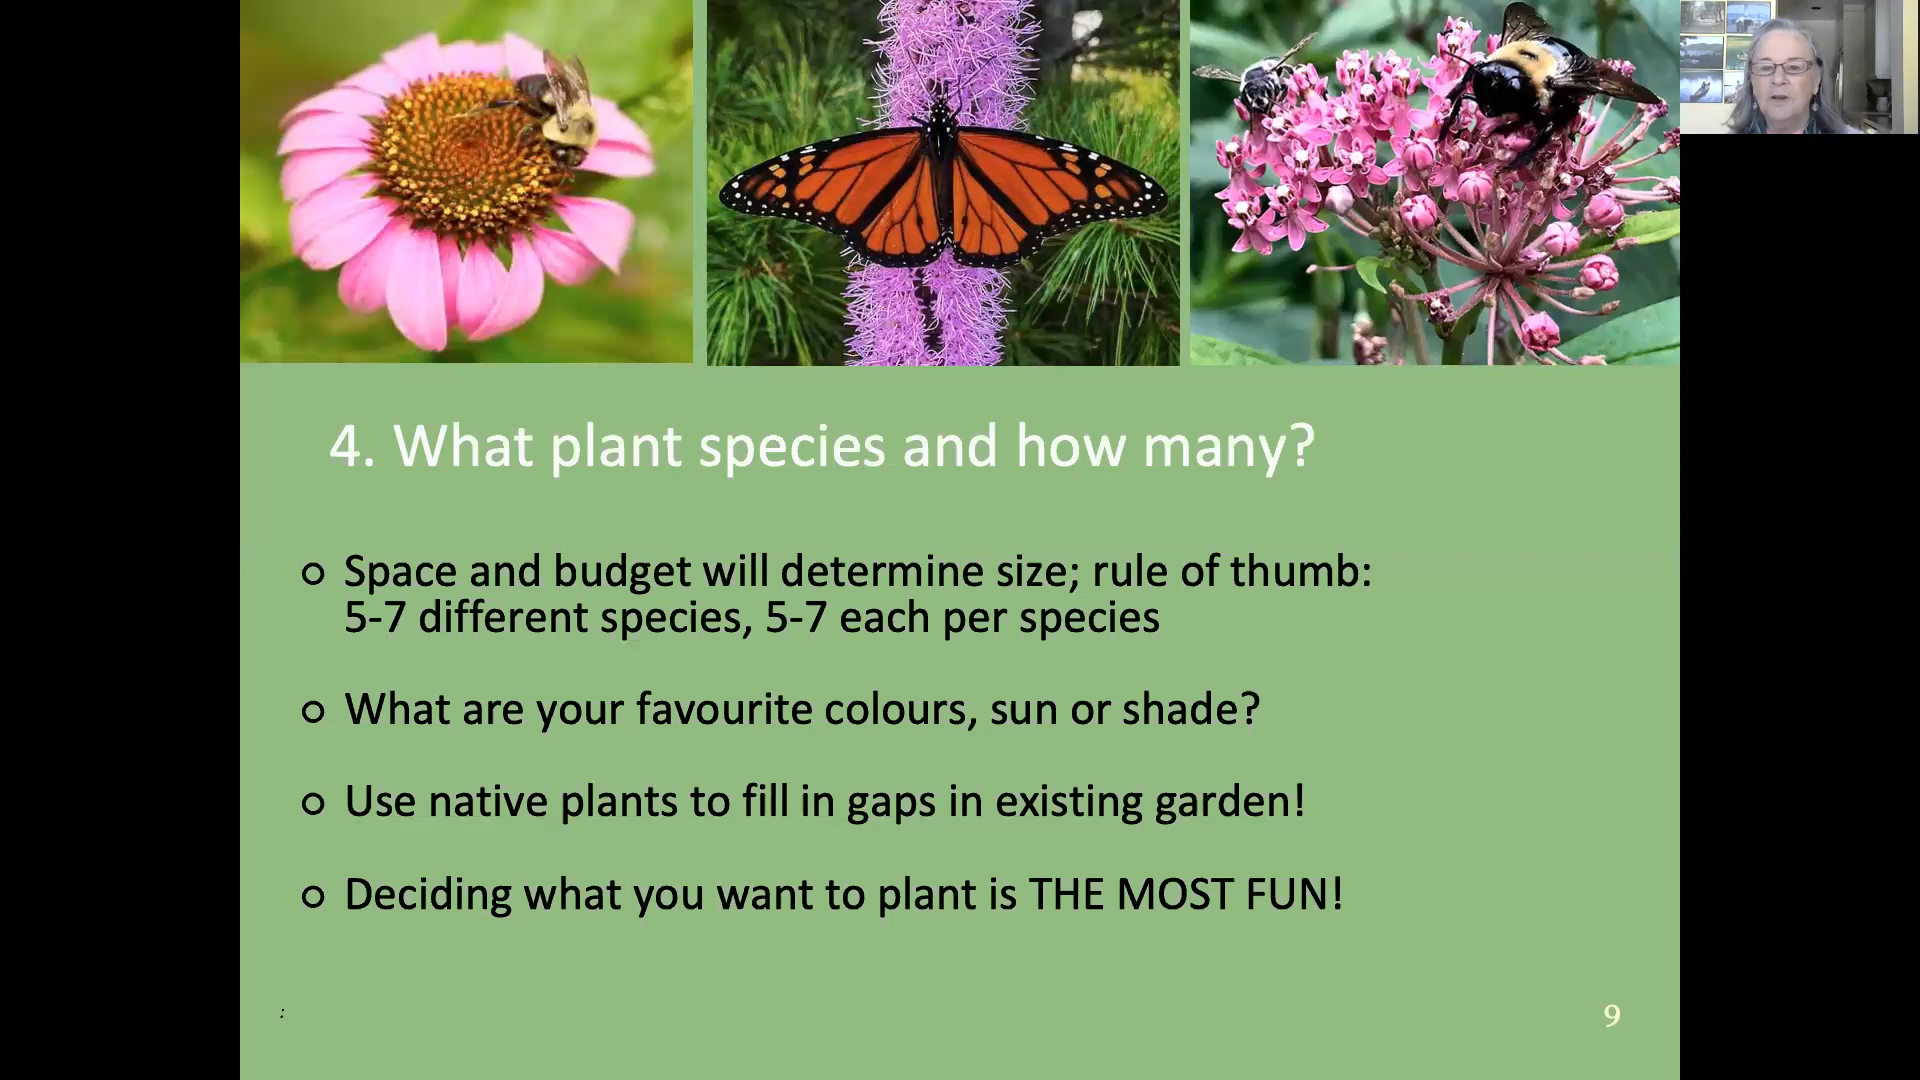 4. What plant species and how many?
○ Space and budget will determine size; rule of thumb:
5-7 different species, 5-7 each per species
○ What are your favourite colours, sun or shade?
○ Use native plants to fill in gaps in existing garden!
○ Deciding what you want to plant is THE MOST FUN!
:
9